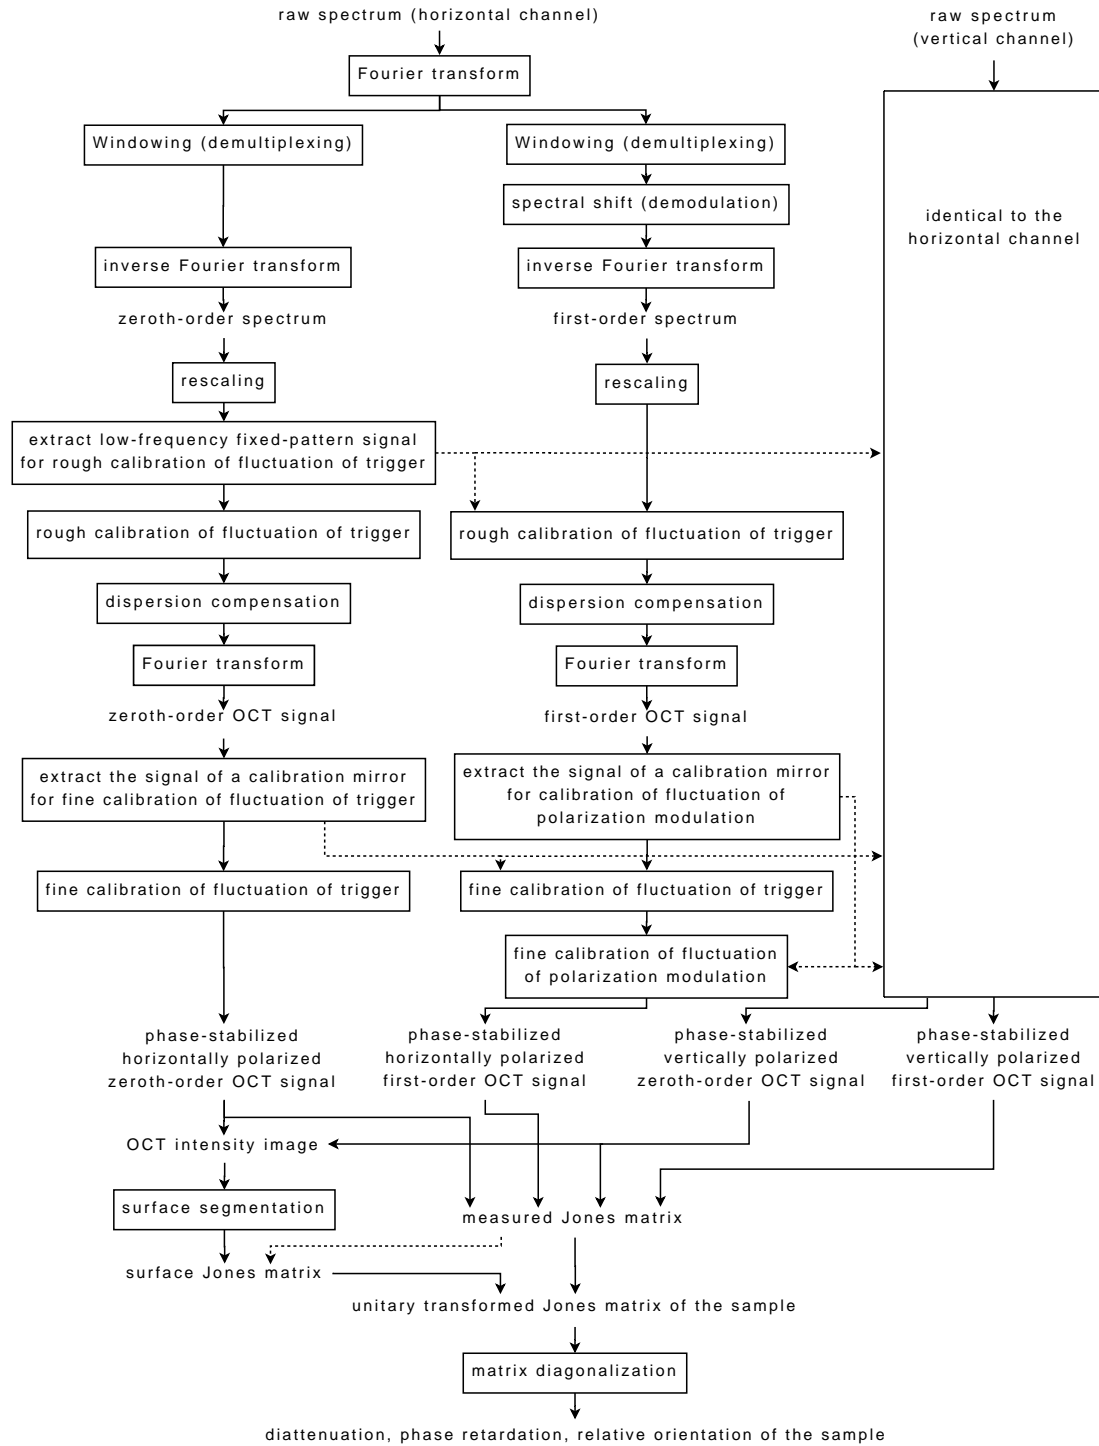 raw spectrum (horizontal channel)
raw spectrum
(vertical channel)
Fourier transform
Windowing (demultiplexing)
Windowing (demultiplexing)
spectral shift (demodulation)
identical to the
horizontal channel
inverse Fourier transform
inverse Fourier transform
zeroth-order spectrum
first-order spectrum
rescaling
rescaling
extract low-frequency fixed-pattern signal
for rough calibration of fluctuation of trigger
rough calibration of fluctuation of trigger
rough calibration of fluctuation of trigger
dispersion compensation
dispersion compensation
Fourier transform
Fourier transform
zeroth-order OCT signal
first-order OCT signal
extract the signal of a calibration mirror
for fine calibration of fluctuation of trigger
extract the signal of a calibration mirror
for calibration of fluctuation of
polarization modulation
fine calibration of fluctuation of trigger
fine calibration of fluctuation of trigger
fine calibration of fluctuation
of polarization modulation
phase-stabilized
horizontally polarized
zeroth-order OCT signal
phase-stabilized
horizontally polarized
first-order OCT signal
phase-stabilized
vertically polarized
zeroth-order OCT signal
phase-stabilized
vertically polarized
first-order OCT signal
OCT intensity image
surface segmentation
measured Jones matrix
surface Jones matrix
unitary transformed Jones matrix of the sample
matrix diagonalization
diattenuation, phase retardation, relative orientation of the sample